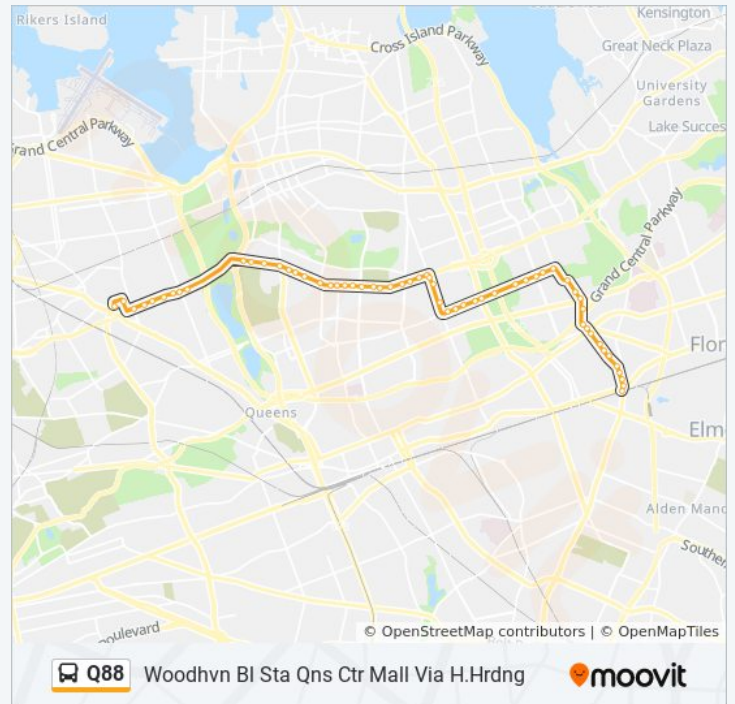 Rikers Island
Kensington
Cross Island Parkway
Great Neck Plaza
University
Gardens
Grand Central Parkway
Lake Succes
Grand Central Parkway
Flor
Queens
Elm
Alden Mano
Southern
oulevard
© OpenStreetMap contributors | © OpenMapTiles
Q88 Woodhvn Bl Sta Qns Ctr Mall Via H.Hrdng
moovit